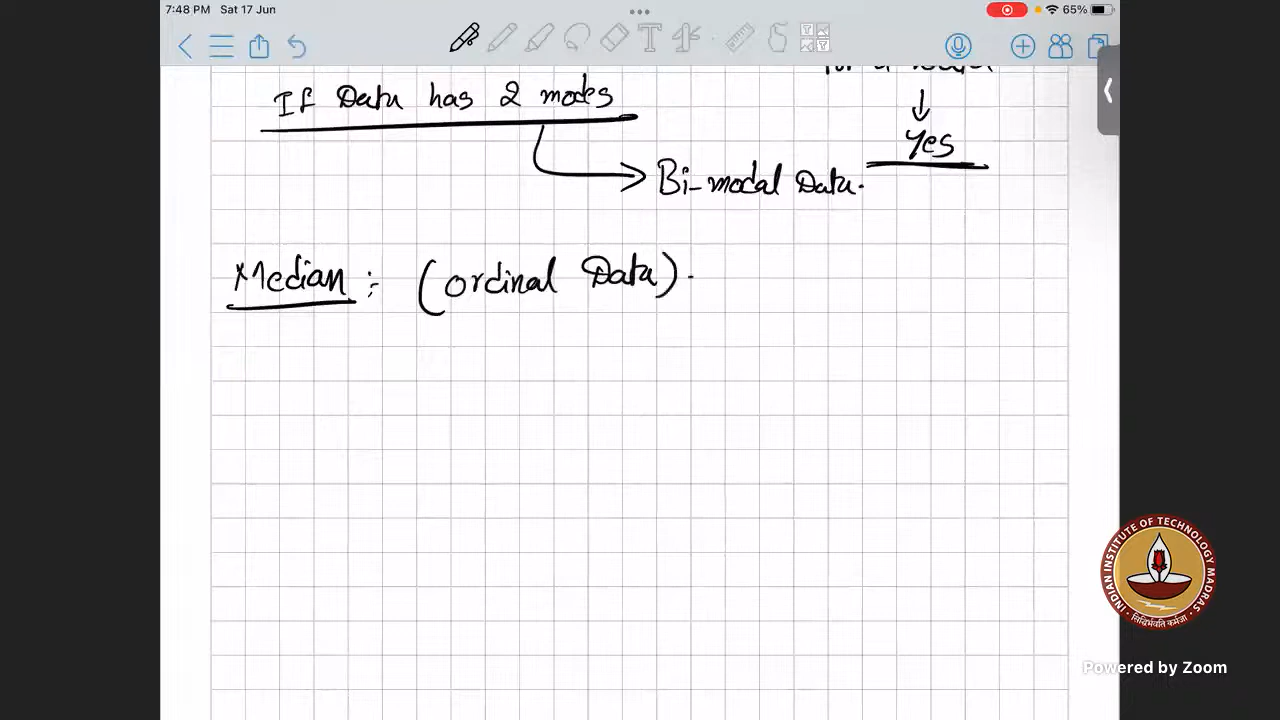 7:48 PM Sat 17 Jun
65%
If Data has 2 modes
Yes
Bi-modal Data.
Median : (ordinal Data).
INDIAN INSTITUTE OF TECHNOLOGY MADRAS
सिद्धिर्भवति कर्मजा
Powered by Zoom